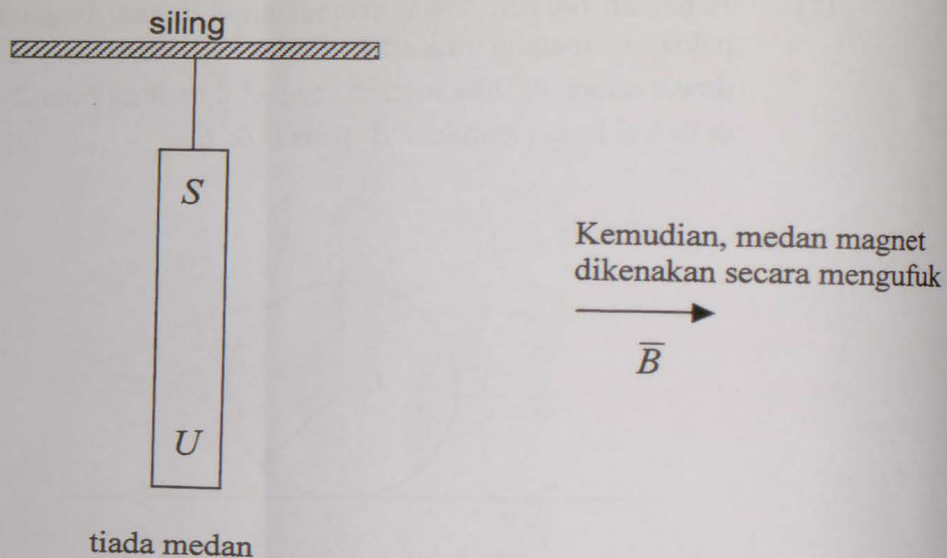 siling
S
Kemudian, medan magnet
dikenakan secara mengufuk
B̅
U
tiada medan